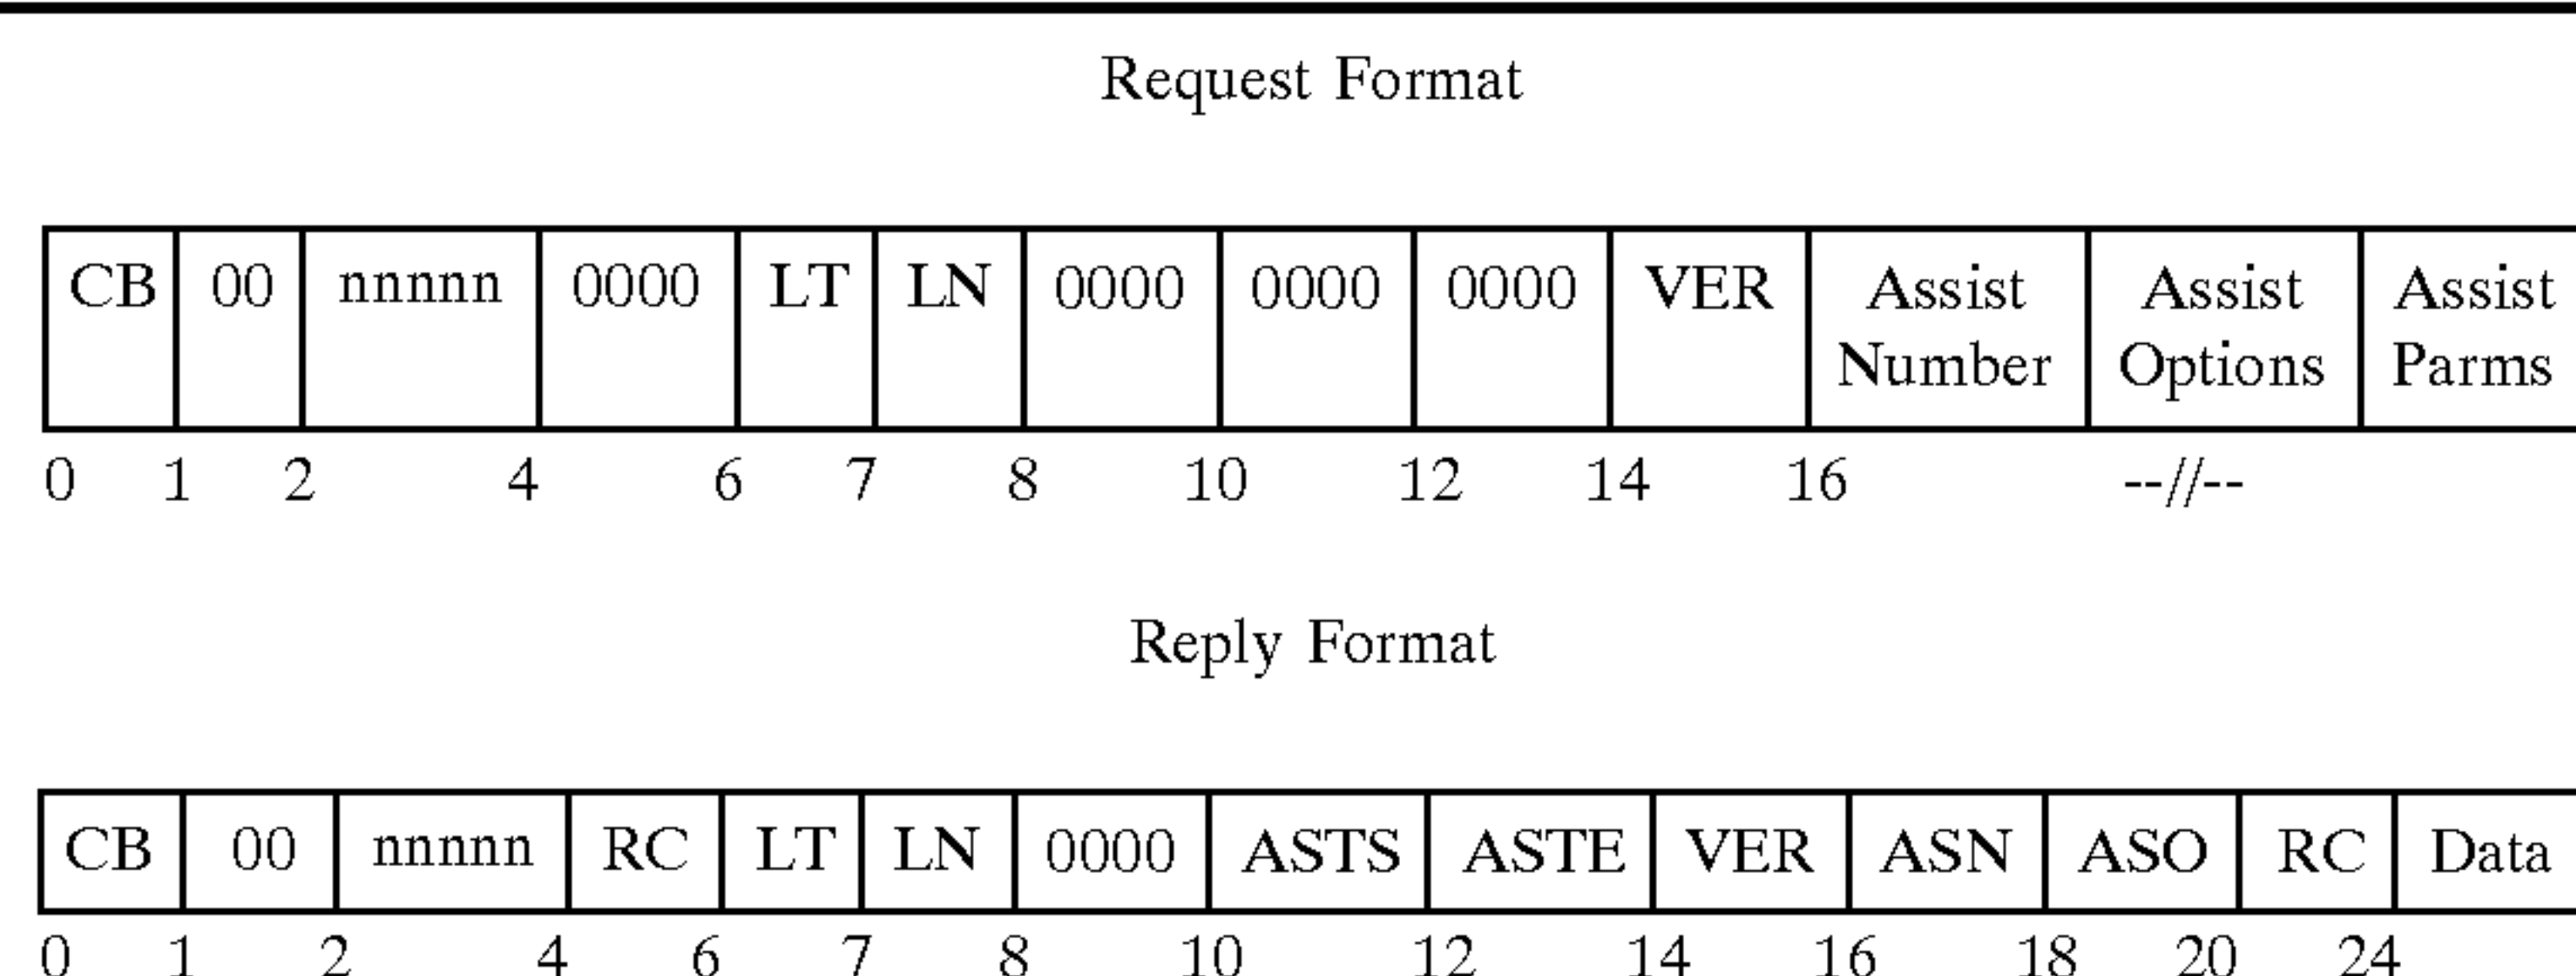 Request Format
CB 00 nnnnn 0000 LT LN 0000 0000 0000 VER Assist Number Assist Options Assist Parms
0 1 2 4 6 7 8 10 12 14 16 --//--
Reply Format
CB 00 nnnnn RC LT LN 0000 ASTS ASTE VER ASN ASO RC Data
0 1 2 4 6 7 8 10 12 14 16 18 20 24